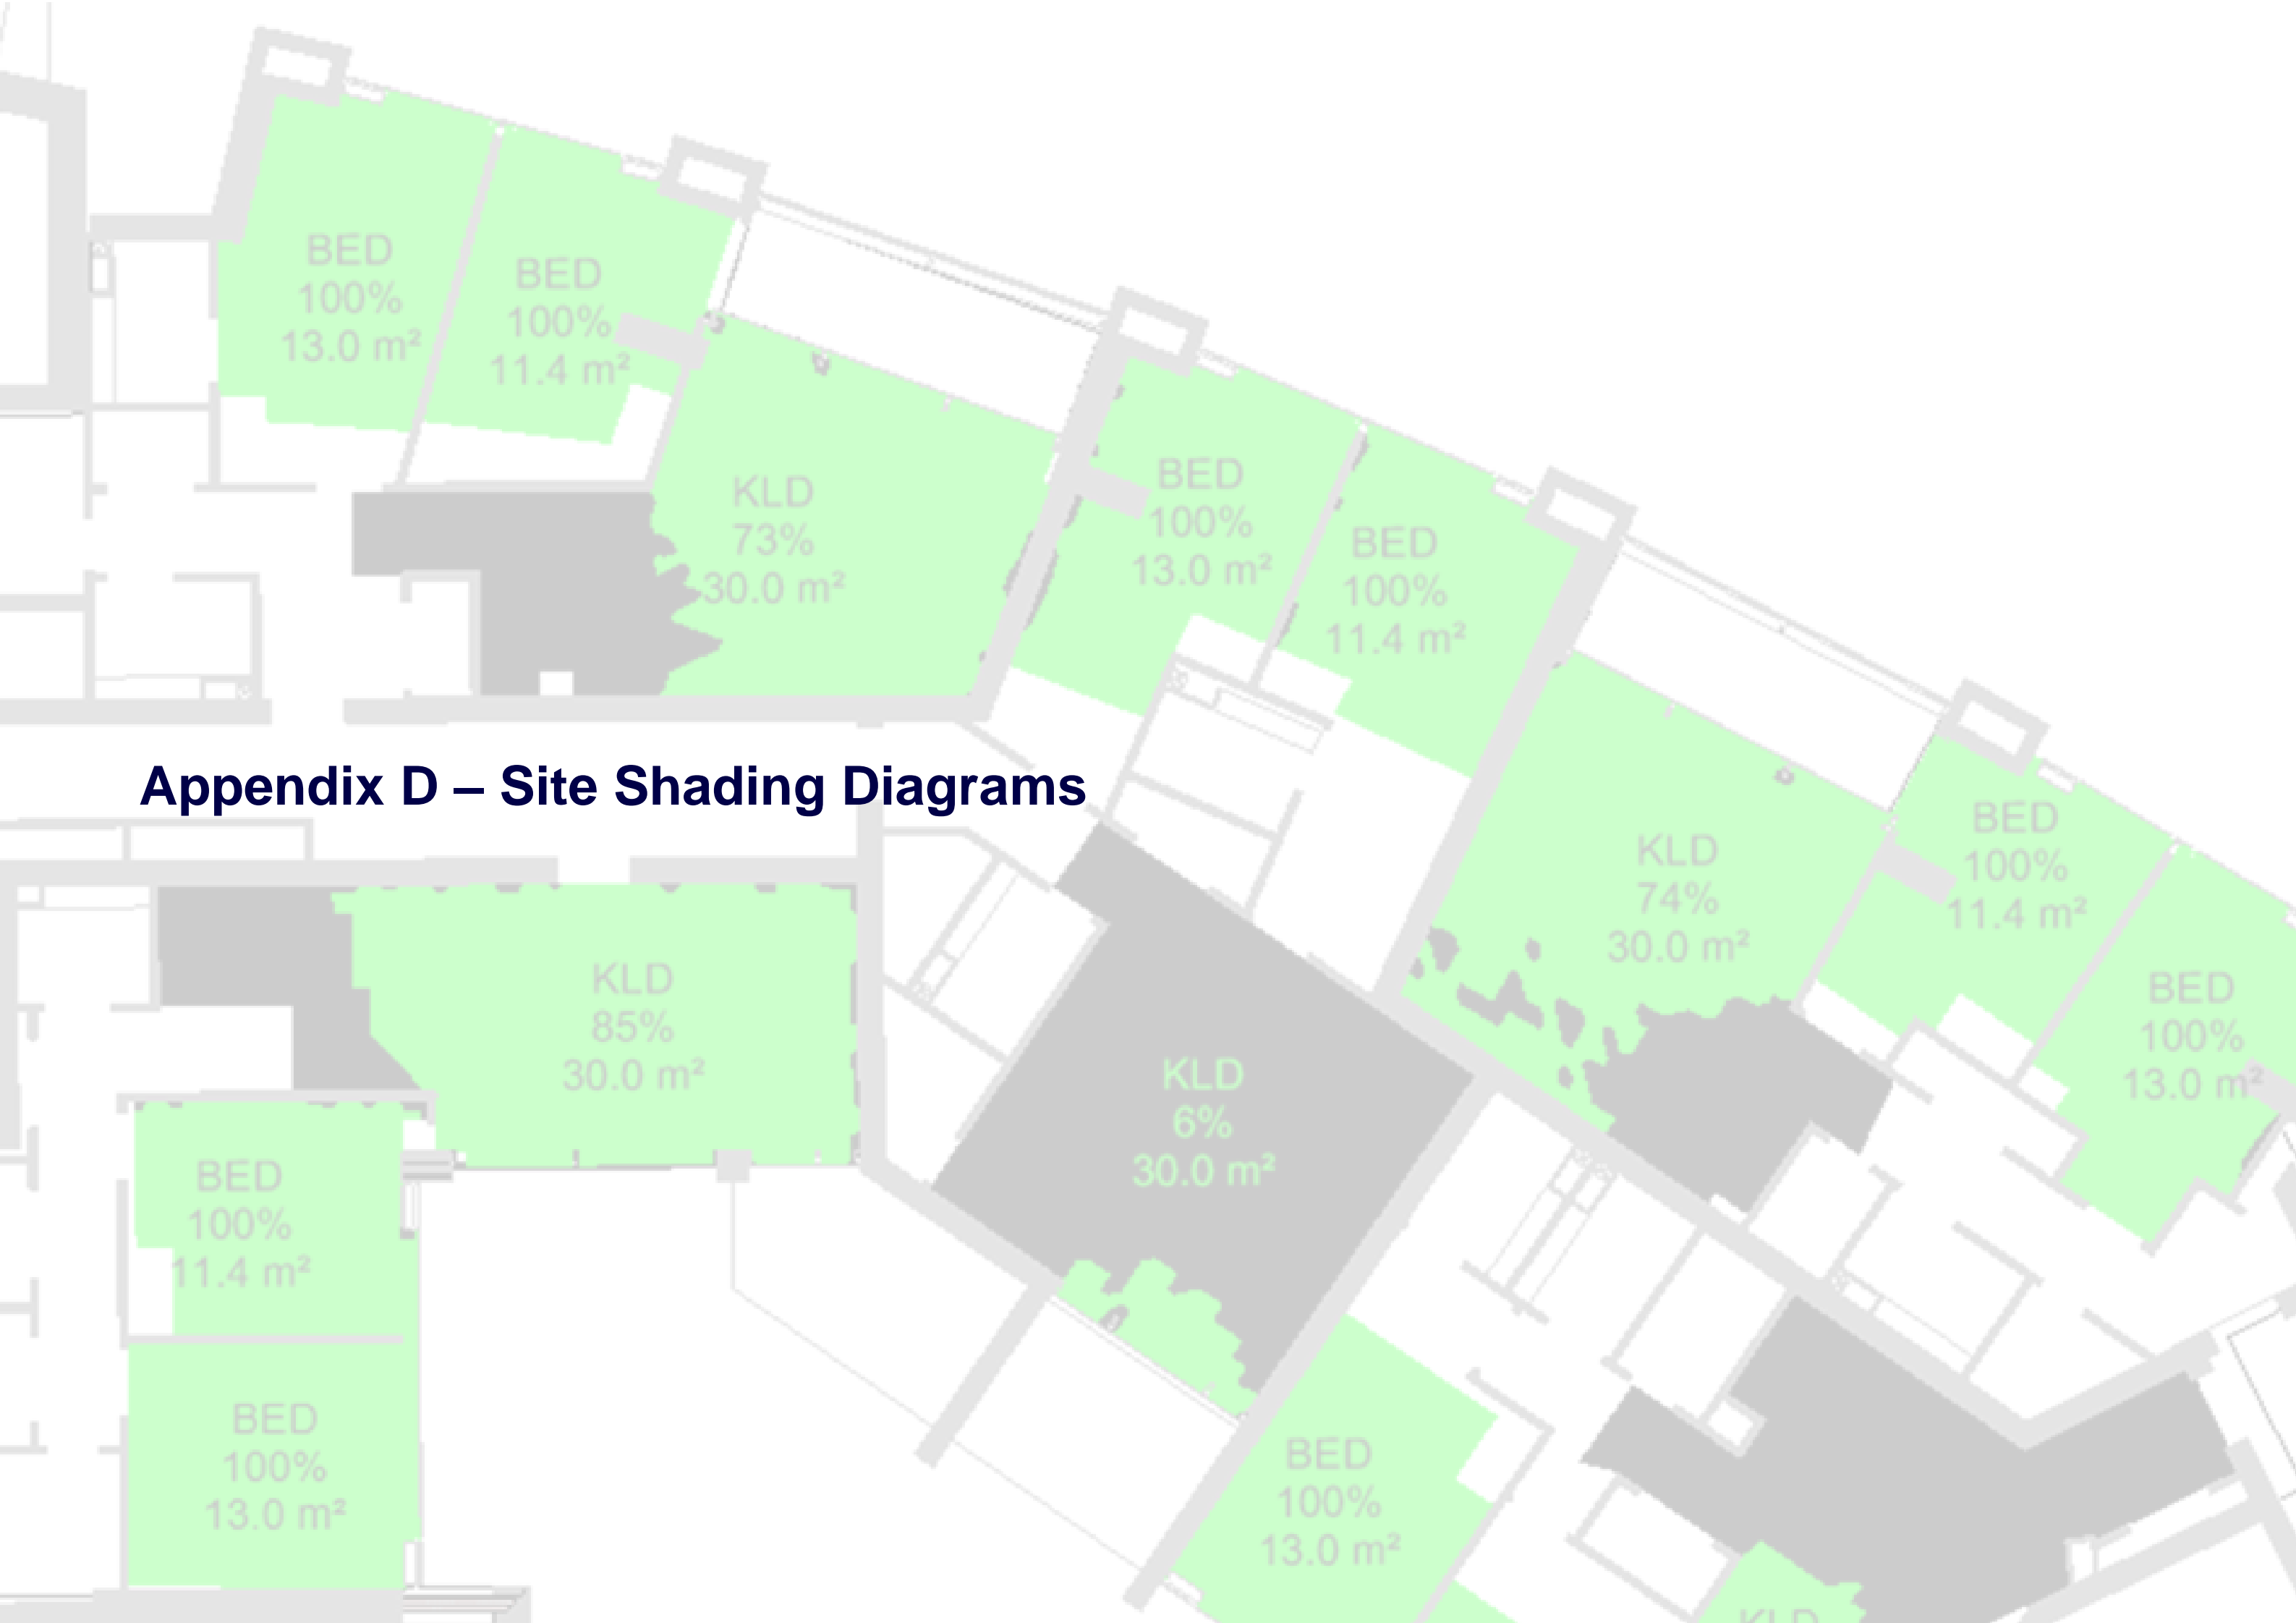 BED
100%
13.0 m²
BED
100%
11.4 m²
KLD
73%
30.0 m²
BED
100%
13.0 m²
BED
100%
11.4 m²
Appendix D – Site Shading Diagrams
KLD
74%
30.0 m²
BED
100%
11.4 m²
BED
100%
13.0 m²
KLD
85%
30.0 m²
KLD
6%
30.0 m²
BED
100%
11.4 m²
BED
100%
13.0 m²
BED
100%
13.0 m²
KLD